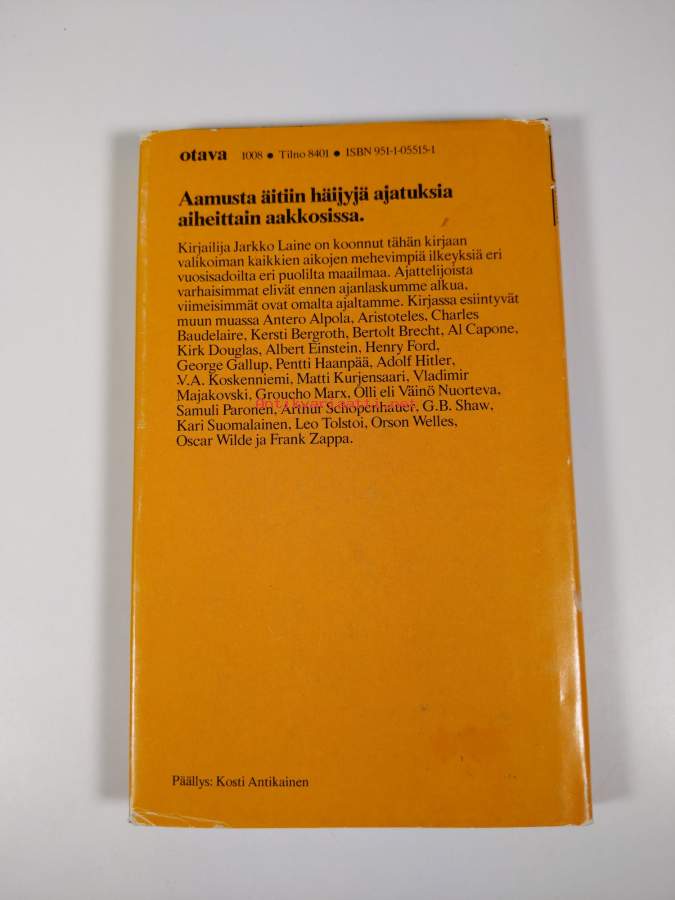 otava 1008 ● Tilno 8401 ● ISBN 951-1-05515-1
Aamusta äitiin häijyjä ajatuksia
aiheittain aakkosissa.
Kirjailija Jarkko Laine on koonnut tähän kirjaan
valikoiman kaikkien aikojen mehevimpiä ilkeyksiä eri
vuosisadoilta eri puolilta maailmaa. Ajattelijoista
varhaisimmat elivät ennen ajanlaskumme alkua,
viimeisimmät ovat omalta ajaltamme. Kirjassa esiintyvät
muun muassa Antero Alpola, Aristoteles, Charles
Baudelaire, Kersti Bergroth, Bertolt Brecht, Al Capone,
Kirk Douglas, Albert Einstein, Henry Ford,
George Gallup, Pentti Haanpää, Adolf Hitler,
V.A. Koskenniemi, Matti Kurjensaari, Vladimir
Majakovski, Groucho Marx, Olli eli Väinö Nuorteva,
Antikvariaatti.net
Samuli Paronen, Arthur Schopenhauer, G.B. Shaw,
Kari Suomalainen, Leo Tolstoi, Orson Welles,
Oscar Wilde ja Frank Zappa.
Päällys: Kosti Antikainen